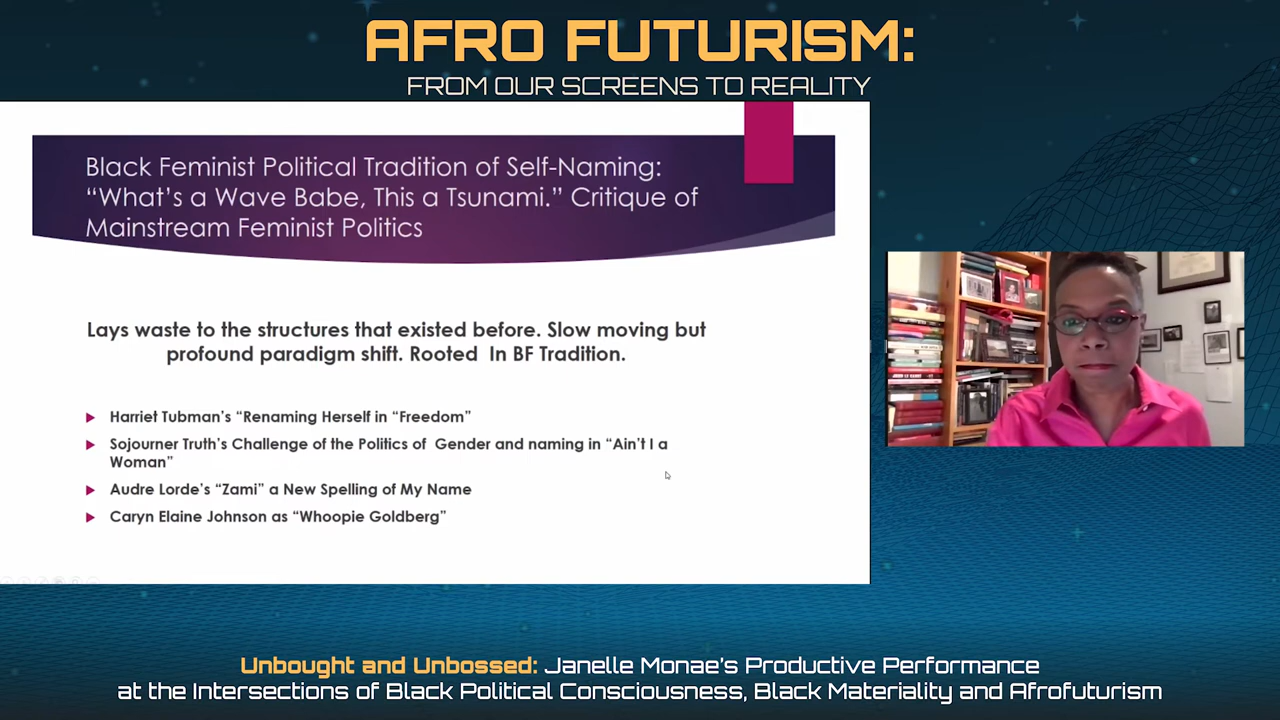 AFRO FUTURISM:
FROM OUR SCREENS TO REALITY
Black Feminist Political Tradition of Self-Naming:
“What’s a Wave Babe, This a Tsunami.” Critique of
Mainstream Feminist Politics
Lays waste to the structures that existed before. Slow moving but
profound paradigm shift. Rooted In BF Tradition.
Harriet Tubman’s “Renaming Herself in “Freedom”
Sojourner Truth’s Challenge of the Politics of Gender and naming in “Ain’t I a
Woman”
Audre Lorde’s “Zami” a New Spelling of My Name
Caryn Elaine Johnson as “Whoopie Goldberg”
Unbought and Unbossed: Janelle Monae’s Productive Performance
at the Intersections of Black Political Consciousness, Black Materiality and Afrofuturism